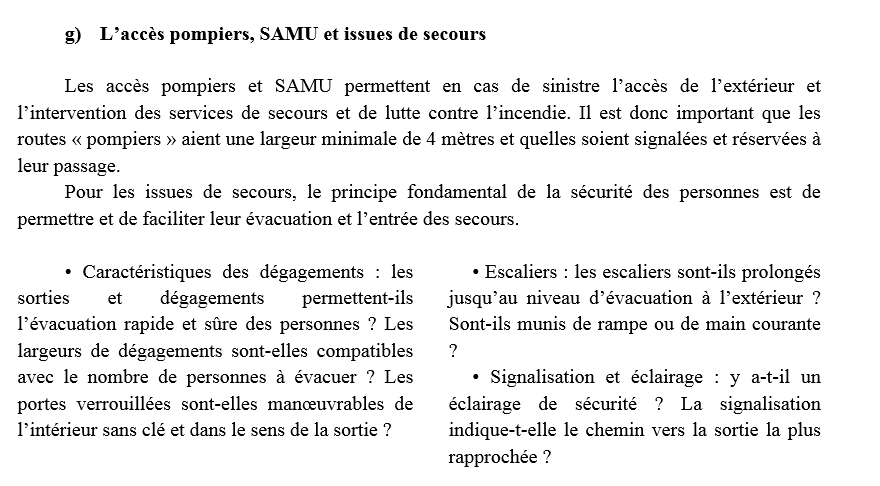 g) L’accès pompiers, SAMU et issues de secours
Les accès pompiers et SAMU permettent en cas de sinistre l’accès de l’extérieur et
l’intervention des services de secours et de lutte contre l’incendie. Il est donc important que les
routes « pompiers » aient une largeur minimale de 4 mètres et quelles soient signalées et réservées à
leur passage.
Pour les issues de secours, le principe fondamental de la sécurité des personnes est de
permettre et de faciliter leur évacuation et l’entrée des secours.
• Caractéristiques des dégagements : les
sorties et dégagements permettent-ils
l’évacuation rapide et sûre des personnes ? Les
largeurs de dégagements sont-elles compatibles
avec le nombre de personnes à évacuer ? Les
portes verrouillées sont-elles manœuvrables de
l’intérieur sans clé et dans le sens de la sortie ?
• Escaliers : les escaliers sont-ils prolongés
jusqu’au niveau d’évacuation à l’extérieur ?
Sont-ils munis de rampe ou de main courante
?
• Signalisation et éclairage : y a-t-il un
éclairage de sécurité ? La signalisation
indique-t-elle le chemin vers la sortie la plus
rapprochée ?